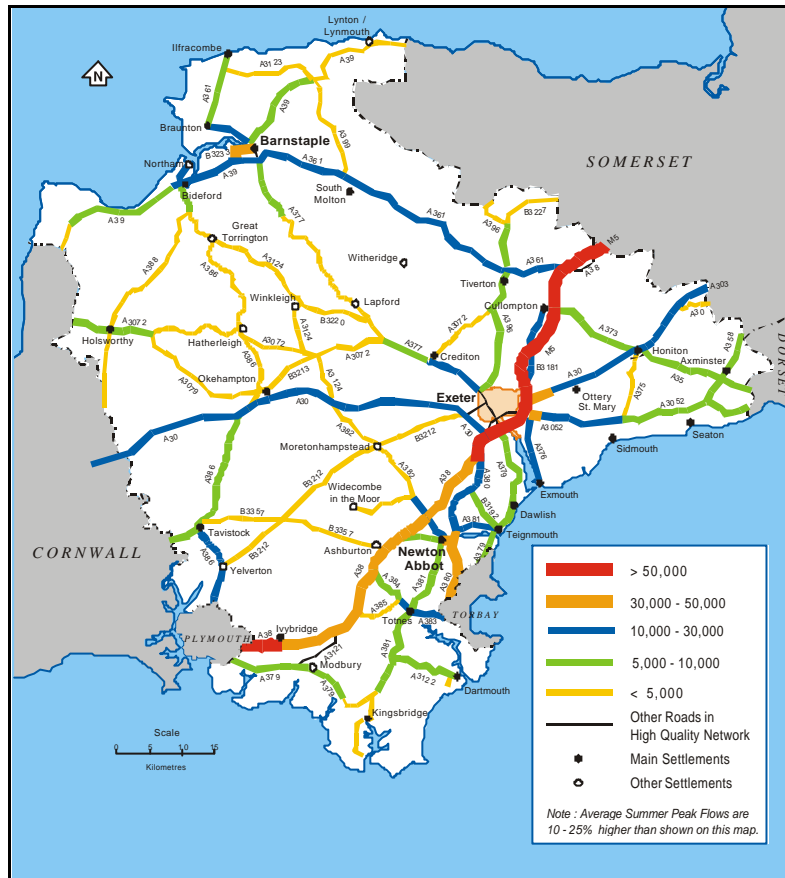 Lynton /
Lynmouth
Ilfracombe
N
A3123
A39
A361
A39
Braunton
A399
Barnstaple
B3233
A361
Northam
A39
SOMERSET
Bideford
South
Molton
A39
A377
A361
B3227
A396
Great
Torrington
A388
A3124
Witheridge
A386
A361
M5
A38
Tiverton
Winkleigh
Lapford
Cullompton
A303
A30
A3072
B3220
A3124
A3072
A396
A373
A358
Holsworthy
Hatherleigh
A3072
A377
M5
Honiton
A386
A3072
Crediton
B3181
Axminster
DORSET
B3213
A30
A35
A3079
Okehampton
A3124
A375
Exeter
Ottery
St. Mary
A30
A3052
A382
A30
A3052
B3212
A30
Seaton
Moretonhampstead
A376
Sidmouth
A386
A38
A379
A382
A380
B3212
Widecombe
in the Moor
Exmouth
B3192
Dawlish
B3357
A381
Teignmouth
Tavistock
B3357
CORNWALL
Ashburton
Newton
Abbot
A379
B3212
A386
Yelverton
A38
A384
A381
A380
A385
TORBAY
Totnes
A383
Ivybridge
PLYMOUTH
A38
A3121
A381
Modbury
A379
A3122
A379
Dartmouth
Kingsbridge
Scale
0 5 10 15
Kilometres
> 50,000
30,000 - 50,000
10,000 - 30,000
5,000 - 10,000
< 5,000
Other Roads in
High Quality Network
Main Settlements
Other Settlements
Note : Average Summer Peak Flows are
10 - 25% higher than shown on this map.